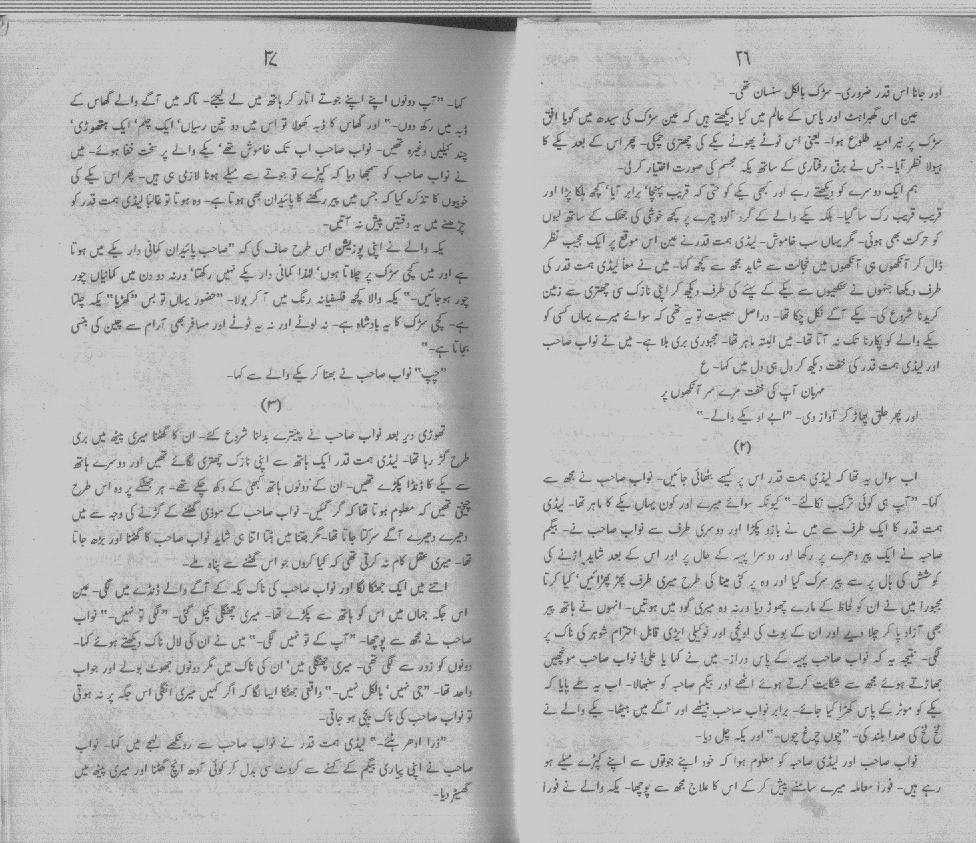 ۲۶
اور جانا اس قدر ضروری۔ سڑک بالکل سنسان تھی۔
عین اس گھبراہٹ اور یاس کے عالم میں کیا دیکھتے ہیں کہ عین سڑک کی سیدھ میں گویا افق
سڑک پر نیر امید طلوع ہوا۔ یعنی اس ٹوٹے پھوٹے یکے کی چھتری چمکی۔ پھر اس کے بعد یکے کا
ہیولا نظر آیا۔ جس نے برق رفتاری کے ساتھ یکہ مجسم کی صورت اختیار کر لی۔
ہم ایک دوسرے کو دیکھتے رہے اور کبھی یکے کو حتیٰ کہ قریب پہنچا' برابر آیا' کچھ ہلکا پڑا اور
قریب قریب رک سا گیا۔ بلکہ یکے والے کے گرد آلود چہرے پر کچھ خوشی کی جھلک کے ساتھ لبوں
کو حرکت بھی ہوئی۔ مگر یہاں سب خاموش۔ لیڈی ہمت قدر نے عین اس موقع پر ایک عجیب نظر
ڈال کر آنکھوں ہی آنکھوں میں خجالت سے شاید مجھ سے کچھ کہا۔ میں نے معاً لیڈی ہمت قدر کی
طرف دیکھا جنہوں نے کنکھیوں سے یکے کے پہیے کی طرف دیکھ کر اپنی نازک سی چھتری سے زمین
کریدنا شروع کی۔ یکے آگے نکل چکا تھا۔ دراصل مصیبت تو یہ تھی کہ سوائے میرے یہاں کسی کو
یکے والے کو پکارنا تک نہ آتا تھا۔ میں البتہ ماہر تھا۔ مجبوری بری بلا ہے۔ میں نے نواب صاحب
اور لیڈی ہمت قدر کی خفت دیکھ کر دل ہی دل میں کہا۔ ع
مہربان آپ کی خفت مرے سر آنکھوں پر
اور پھر حلق پھاڑ کر آواز دی۔ "ابے او یکے والے۔"
(۲)
اب سوال یہ تھا کہ لیڈی ہمت قدر اس پر کیسے بٹھائی جائیں۔ نواب صاحب نے مجھ سے
کہا۔ "آپ ہی کوئی ترکیب نکالئے۔" کیونکہ سوائے میرے اور کون یہاں یکے کا ماہر تھا۔ لیڈی
ہمت قدر کا ایک طرف سے میں نے بازو پکڑا اور دوسری طرف سے نواب صاحب نے۔ بیگم
صاحبہ نے ایک پیر دھرے پر رکھا اور دوسرا پہیہ کے حال پر اور اس کے بعد شاید اڑنے کی
کوشش کی ہال پر سے پیر سرک گیا اور وہ پر کٹی مینا کی طرح میری طرف پھڑپھڑائیں' کیا کرتا
مجبورا میں نے ان کو لحاظ کے مارے چھوڑ دیا ورنہ وہ میری گود میں ہوتیں۔ انہوں نے ہاتھ پیر
بھی آزاد پا کر چلا دیے اور ان کے بوٹ کی اونچی اور نوکیلی ایڑی قابل احترام شوہر کی ناک پر
لگی۔ نتیجہ یہ کہ نواب صاحب پہیہ کے پاس دراز۔ میں نے کہا یا علی! نواب صاحب مونچھیں
جھاڑتے ہوئے مجھ سے شکایت کرتے ہوئے اٹھے اور بیگم صاحبہ کو سنبھالا۔ اب یہ طے پایا کہ
یکے کو موٹر کے پاس کھڑا کیا جائے۔ برابر نواب صاحب بیٹھے اور آگے میں بیٹھا۔ یکے والے نے
ٹخ ٹخ کی صدا بلند کی۔ "چوں چرغ چوں۔" اور یکہ چل دیا۔
نواب صاحب اور لیڈی صاحبہ کو معلوم ہوا کہ خود اپنے جوتوں سے اپنے کپڑے میلے ہو
رہے ہیں۔ فوراً معاملہ میرے سامنے پیش کر کے اس کا علاج مجھ سے پوچھا۔ یکہ والے نے فوراً
۲۷
کہا۔ "آپ دونوں اپنے اپنے جوتے اتار کر ہاتھ میں لے لیجئے۔ تاکہ میں آگے والے گھاس کے
ڈبہ میں رکھ دوں۔" اور گھاس کا ڈبہ کھولا تو اس میں دو تین رسیاں' ایک چلم' ایک ہتھوڑی'
چند کیلیں وغیرہ تھیں۔ نواب صاحب اب تک خاموش تھے' یکے والے پر سخت خفا ہوئے۔ میں
نے نواب صاحب کو سمجھا دیا کہ کپڑے تو جوتے سے میلے ہونا لازمی ہی ہیں۔ پھر اس یکے کی
خوبیوں کا تذکرہ کیا کہ جس میں پیر رکھنے کا پائیدان بھی ہوتا ہے۔ وہ ہوتا تو غالباً لیڈی ہمت قدر کو
چڑھنے میں یہ دقتیں پیش نہ آتیں۔
یکہ والے نے اپنی پوزیشن اس طرح صاف کی کہ "صاحب پائیدان کمانی دار یکے میں ہوتا
ہے اور میں کچی سڑک پر چلاتا ہوں' لہٰذا کمانی دار یکے نہیں رکھتا' ورنہ دو دن میں کمانیاں چور
چور ہو جائیں۔" یکہ والا کچھ فلسفیانہ رنگ میں آ کر بولا۔ "حضور یہاں تو بس "کھڑیا" یکہ چلتا
ہے۔ کچی سڑک کا یہ بادشاہ ہے۔ نہ لوٹے اور نہ یہ ٹوٹے اور مسافر بھی آرام سے چین کی بنسی
بجاتا ہے۔"
"چپ" نواب صاحب نے بھنا کر یکے والے سے کہا۔
(۳)
تھوڑی دیر بعد نواب صاحب نے پینترے بدلنا شروع کئے۔ ان کا گھٹنا میری پیٹھ میں بری
طرح گڑ رہا تھا۔ لیڈی ہمت قدر ایک ہاتھ سے اپنی نازک چھتری لگائے تھیں اور دوسرے ہاتھ
سے یکے کا ڈنڈا پکڑے تھیں۔ ان کے دونوں ہاتھ کبھی کے دکھ چکے تھے۔ ہر جھٹکے پر وہ اس طرح
چیختی تھیں کہ معلوم ہوتا تھا کہ گر گئیں۔ نواب صاحب کے موذی گھٹنے کے گڑنے کی وجہ سے میں
دھیرے دھیرے آگے سرکتا جاتا تھا۔ مگر جتنا میں ہٹتا اتنا ہی شاید نواب صاحب کا گھٹنا اور بڑھ جاتا
تھا۔ میری عقل کام نہ کرتی تھی کہ کیا کروں جو اس گھٹنے سے پناہ ملے۔
اتنے میں ایک جھٹکا لگا اور نواب صاحب کی ناک یکہ کے آگے والے ڈنڈے میں لگی۔ عین
اس جگہ جہاں میں اس کو ہاتھ سے پکڑے تھا۔ میری چھنگلی کچل گئی۔ "لگی تو نہیں۔" نواب
صاحب نے مجھ سے پوچھا۔ "آپ کے تو نہیں لگی۔" میں نے ان کی لال ناک دیکھتے ہوئے کہا۔
دونوں کو زور سے لگی تھی۔ میری چھنگلی میں' ان کی ناک میں مگر دونوں جھوٹ بولے اور جواب
واحد تھا۔ "جی نہیں' بالکل نہیں۔" واقعی جھٹکا ایسا لگا کہ اگر کہیں میری انگلی اس جگہ پر نہ ہوتی
تو نواب صاحب کی ناک پچی ہو جاتی۔
"ذرا ادھر ہٹیے۔" لیڈی ہمت قدر نے نواب صاحب سے رونکھے لہجے میں کہا۔ نواب
صاحب نے اپنی پیاری بیگم کے کہنے سے کروٹ سی بدل کر کوئی آدھ انچ گھٹنا اور میری پیٹھ میں
گھسیڑ دیا۔